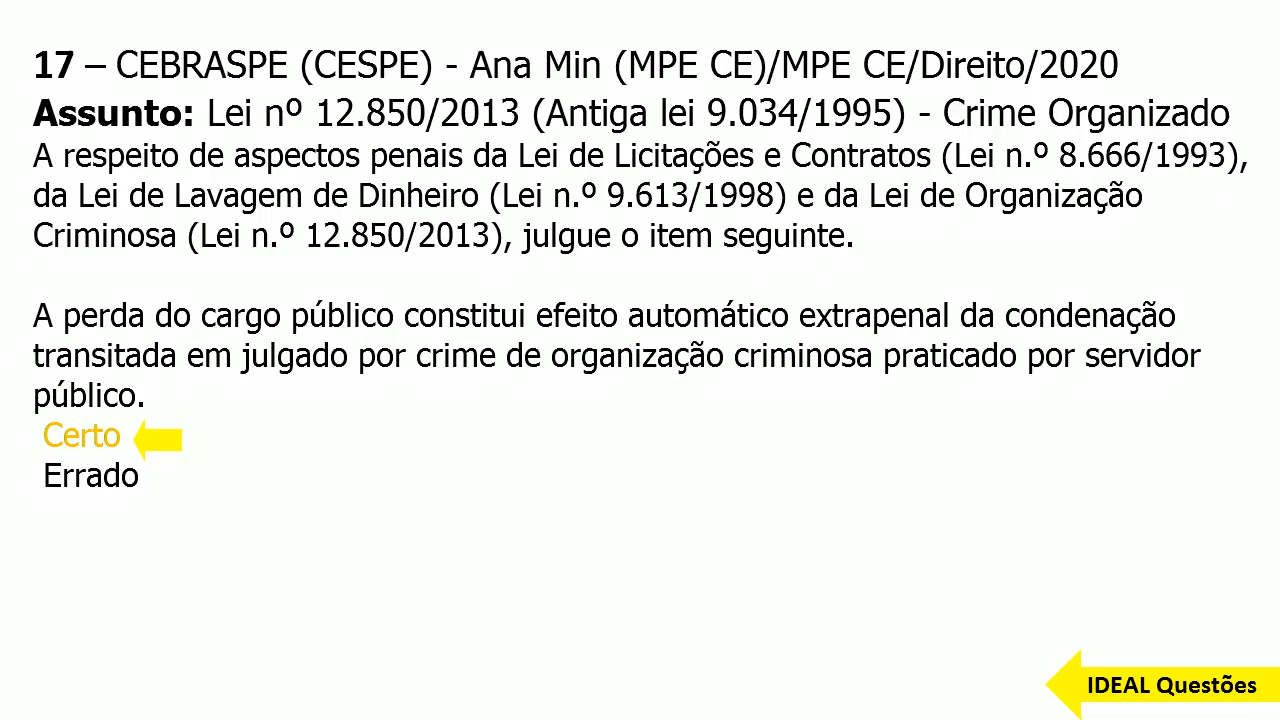 17 – CEBRASPE (CESPE) - Ana Min (MPE CE)/MPE CE/Direito/2020
Assunto: Lei nº 12.850/2013 (Antiga lei 9.034/1995) - Crime Organizado
A respeito de aspectos penais da Lei de Licitações e Contratos (Lei n.º 8.666/1993),
da Lei de Lavagem de Dinheiro (Lei n.º 9.613/1998) e da Lei de Organização
Criminosa (Lei n.º 12.850/2013), julgue o item seguinte.
A perda do cargo público constitui efeito automático extrapenal da condenação
transitada em julgado por crime de organização criminosa praticado por servidor
público.
Certo
Errado
IDEAL Questões